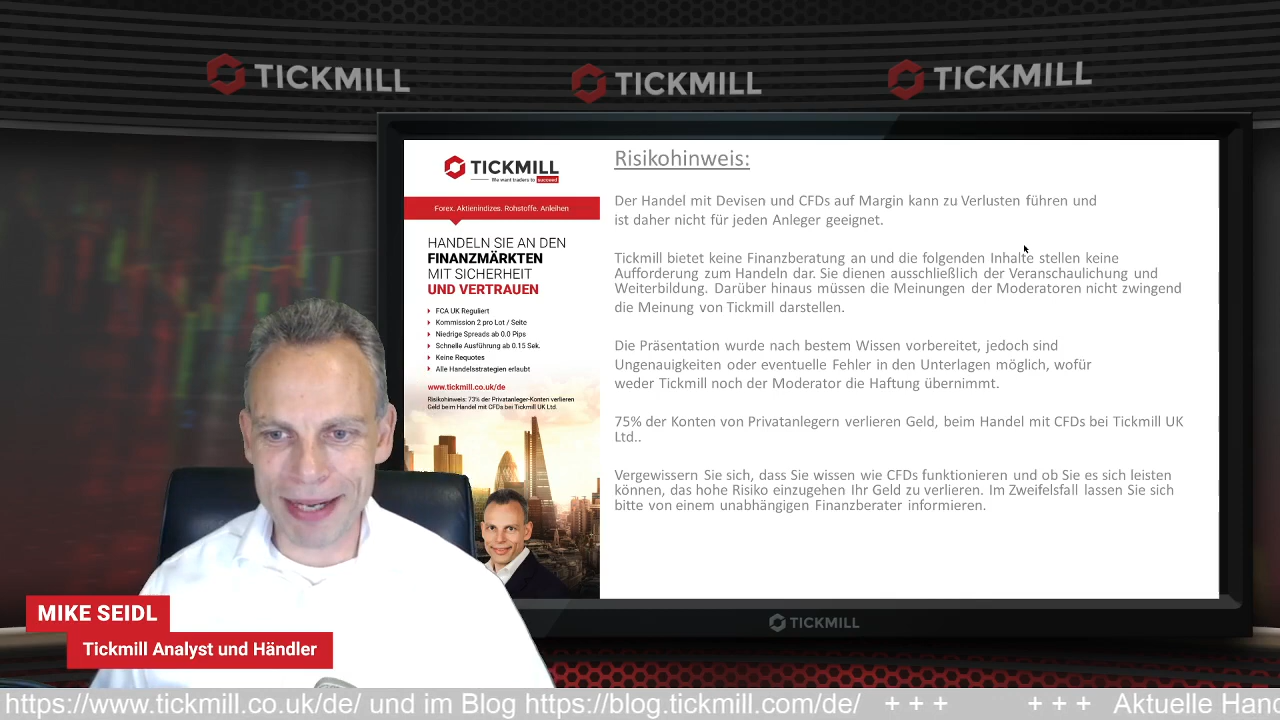 TICKMILL
TICKMILL
TICKMILL
TICKMILL
We want traders to succeed
Forex. Aktienindizes. Rohstoffe. Anleihen
HANDELN SIE AN DEN
FINANZMÄRKTEN
MIT SICHERHEIT
UND VERTRAUEN
FCA UK Reguliert
Kommission 2 pro Lot / Seite
Niedrige Spreads ab 0.0 Pips
Schnelle Ausführung ab 0.15 Sek.
Keine Requotes
Alle Handelsstrategien erlaubt
www.tickmill.co.uk/de
Risikohinweis: 73% der Privatanleger-Konten verlieren
Geld beim Handel mit CFDs bei Tickmill UK Ltd.
Risikohinweis:
Der Handel mit Devisen und CFDs auf Margin kann zu Verlusten führen und
ist daher nicht für jeden Anleger geeignet.
Tickmill bietet keine Finanzberatung an und die folgenden Inhalte stellen keine
Aufforderung zum Handeln dar. Sie dienen ausschließlich der Veranschaulichung und
Weiterbildung. Darüber hinaus müssen die Meinungen der Moderatoren nicht zwingend
die Meinung von Tickmill darstellen.
Die Präsentation wurde nach bestem Wissen vorbereitet, jedoch sind
Ungenauigkeiten oder eventuelle Fehler in den Unterlagen möglich, wofür
weder Tickmill noch der Moderator die Haftung übernimmt.
75% der Konten von Privatanlegern verlieren Geld, beim Handel mit CFDs bei Tickmill UK
Ltd..
Vergewissern Sie sich, dass Sie wissen wie CFDs funktionieren und ob Sie es sich leisten
können, das hohe Risiko einzugehen Ihr Geld zu verlieren. Im Zweifelsfall lassen Sie sich
bitte von einem unabhängigen Finanzberater informieren.
TICKMILL
MIKE SEIDL
Tickmill Analyst und Händler
https://www.tickmill.co.uk/de/ und im Blog https://blog.tickmill.com/de/ + + + + + + Aktuelle Hand